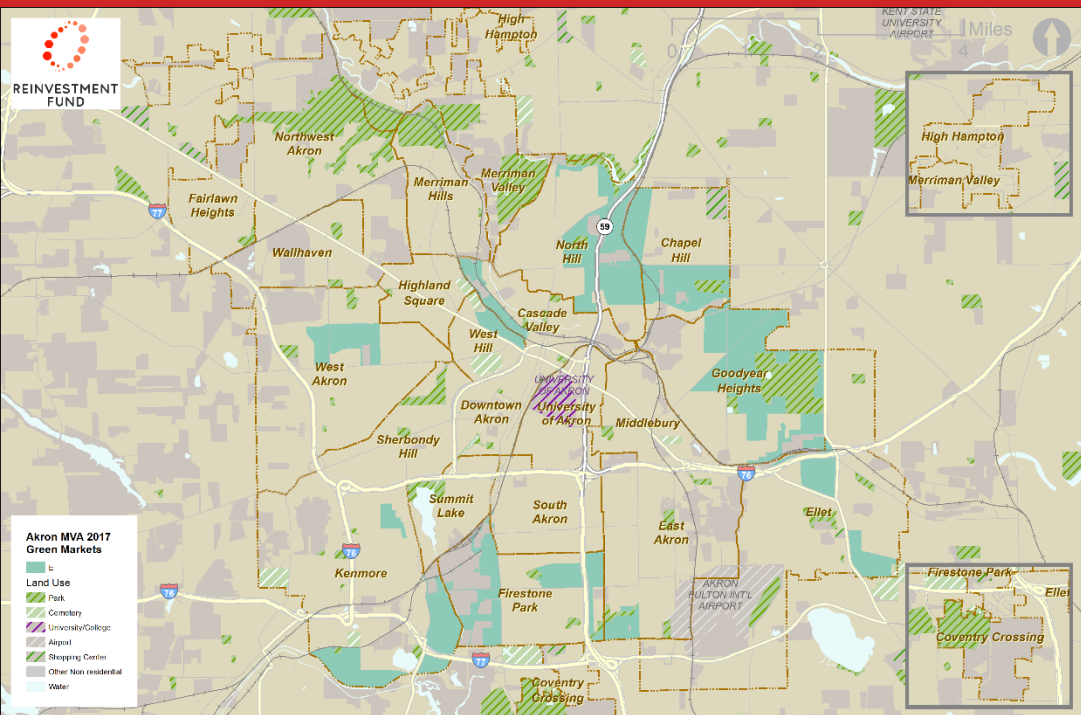 KENT STATE
UNIVERSITY
AIRPORT
Miles
0
2
4
REINVESTMENT
FUND
High
Hampton
Northwest
Akron
Merriman
Hills
Merriman
Valley
Fairlawn
Heights
77
59
Wallhaven
North
Hill
Chapel
Hill
High Hampton
Merriman Valley
Highland
Square
Cascade
Valley
West
Hill
West
Akron
Goodyear
Heights
UNIVERSITY
OF AKRON
University
of Akron
Downtown
Akron
Middlebury
Sherbondy
Hill
76
Summit
Lake
South
Akron
East
Akron
Ellet
76
Kenmore
76
Firestone
Park
AKRON
FULTON INT'L
AIRPORT
77
Coventry
Crossing
Firestone Park
Ellet
Coventry Crossing
Akron MVA 2017
Green Markets
E
Land Use
Park
Cemetery
University/College
Airport
Shopping Center
Other Non residential
Water